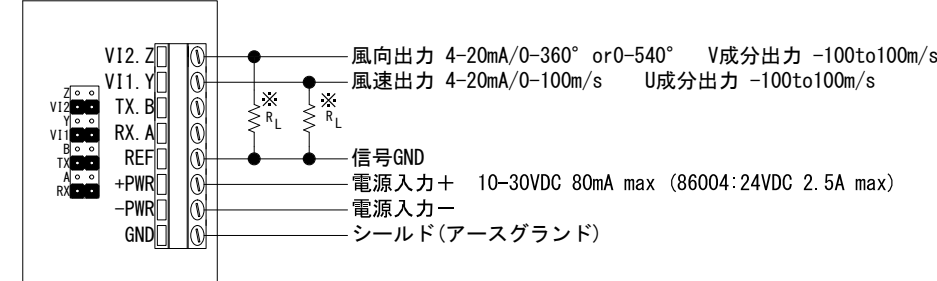 VI2.Z 風向出力 4-20mA/0-360° or0-540° V成分出力 -100to100m/s
VI1.Y 風速出力 4-20mA/0-100m/s U成分出力 -100to100m/s
Z
VI2 TX.B ※ ※
Y RL RL
VI1 RX.A
B
TX REF 信号GND
A
RX +PWR 電源入力+ 10-30VDC 80mA max (86004:24VDC 2.5A max)
-PWR 電源入力ー
GND シールド(アースグランド)